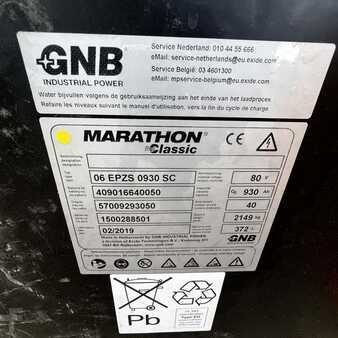 GNB
INDUSTRIAL POWER
Service Nederland: 010 44 55 666
eMail: service-netherlands@eu.exide.com
Service België: 03 4601300
eMail: mpservice-belgium@eu.exide.com
Water bijvullen volgens de gebruiksaanwijzing aan het einde van het laadproces
Refaire les niveaux suivant le manuel d'utilisation, vers la fin du cycle de charge
MARATHON®
Classic
CE
06 EPZS 0930 SC 80 V
409016640050 C5 930 Ah
57009293050 40
1500288501 2149 kg
02/2019 372 L
GNB
Pb